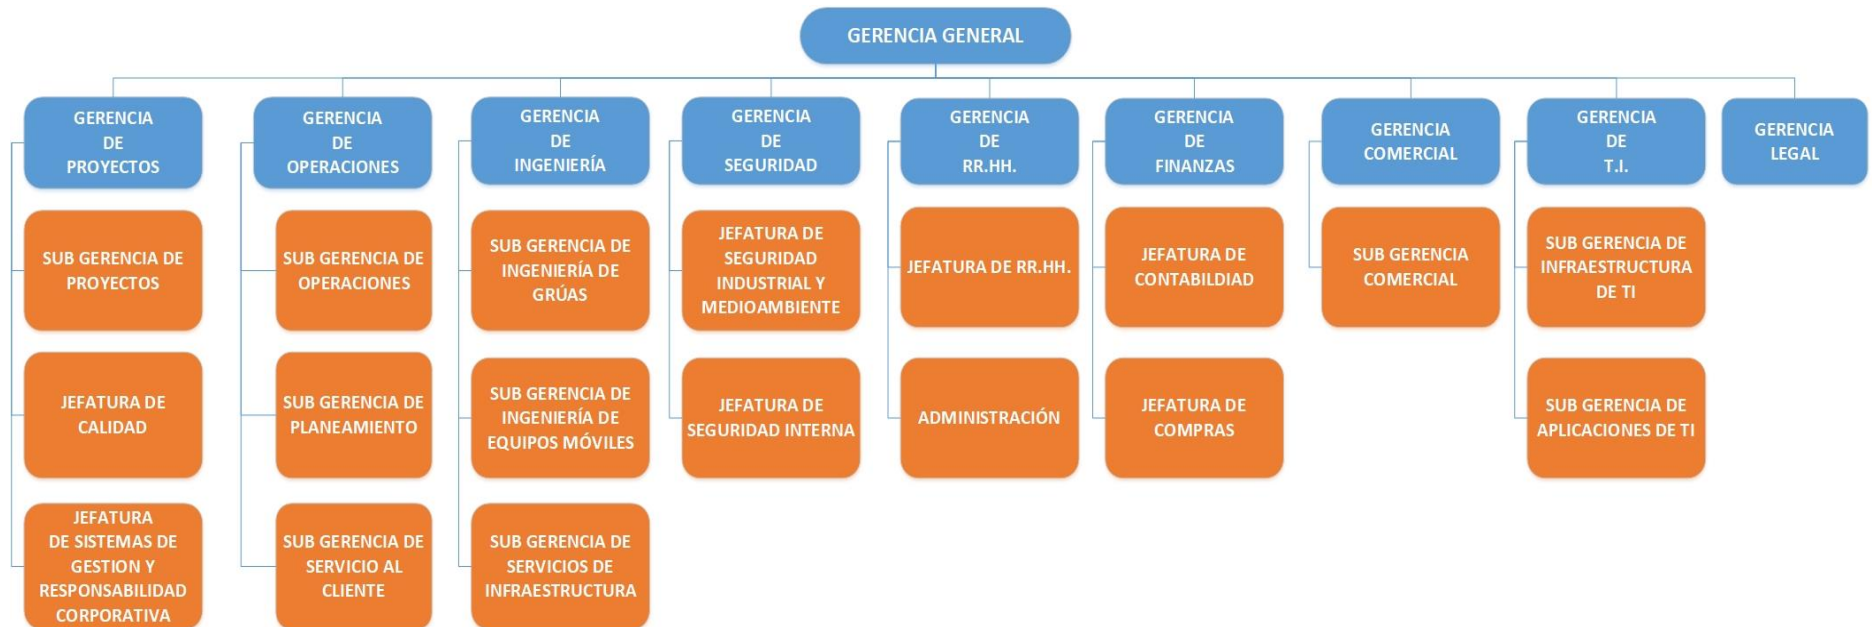 GERENCIA GENERAL
GERENCIA
DE
PROYECTOS
GERENCIA
DE
OPERACIONES
GERENCIA
DE
INGENIERÍA
GERENCIA
DE
SEGURIDAD
GERENCIA
DE
RR.HH.
GERENCIA
DE
FINANZAS
GERENCIA
COMERCIAL
GERENCIA
DE
T.I.
GERENCIA
LEGAL
SUB GERENCIA DE
PROYECTOS
SUB GERENCIA DE
OPERACIONES
SUB GERENCIA DE
INGENIERÍA DE
GRÚAS
JEFATURA DE
SEGURIDAD
INDUSTRIAL Y
MEDIOAMBIENTE
JEFATURA DE RR.HH.
JEFATURA DE
CONTABILDIAD
SUB GERENCIA
COMERCIAL
SUB GERENCIA DE
INFRAESTRUCTURA
DE TI
JEFATURA DE
CALIDAD
SUB GERENCIA DE
PLANEAMIENTO
SUB GERENCIA DE
INGENIERÍA DE
EQUIPOS MÓVILES
JEFATURA DE
SEGURIDAD INTERNA
ADMINISTRACIÓN
JEFATURA DE
COMPRAS
SUB GERENCIA DE
APLICACIONES DE TI
JEFATURA
DE SISTEMAS DE
GESTION Y
RESPONSABILIDAD
CORPORATIVA
SUB GERENCIA DE
SERVICIO AL
CLIENTE
SUB GERENCIA DE
SERVICIOS DE
INFRAESTRUCTURA